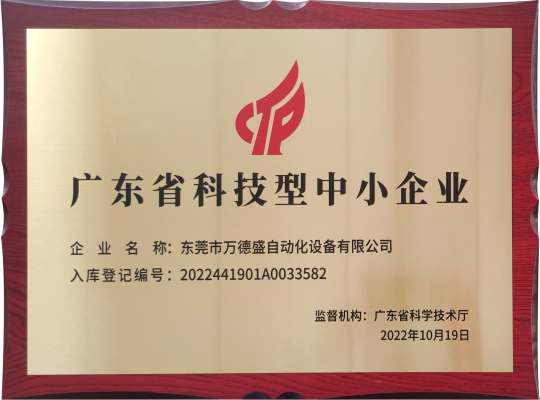 CTP
广东省科技型中小企业
企业名称：东莞市万德盛自动化设备有限公司
入库登记编号：2022441901A0033582
监督机构：广东省科学技术厅
2022年10月19日